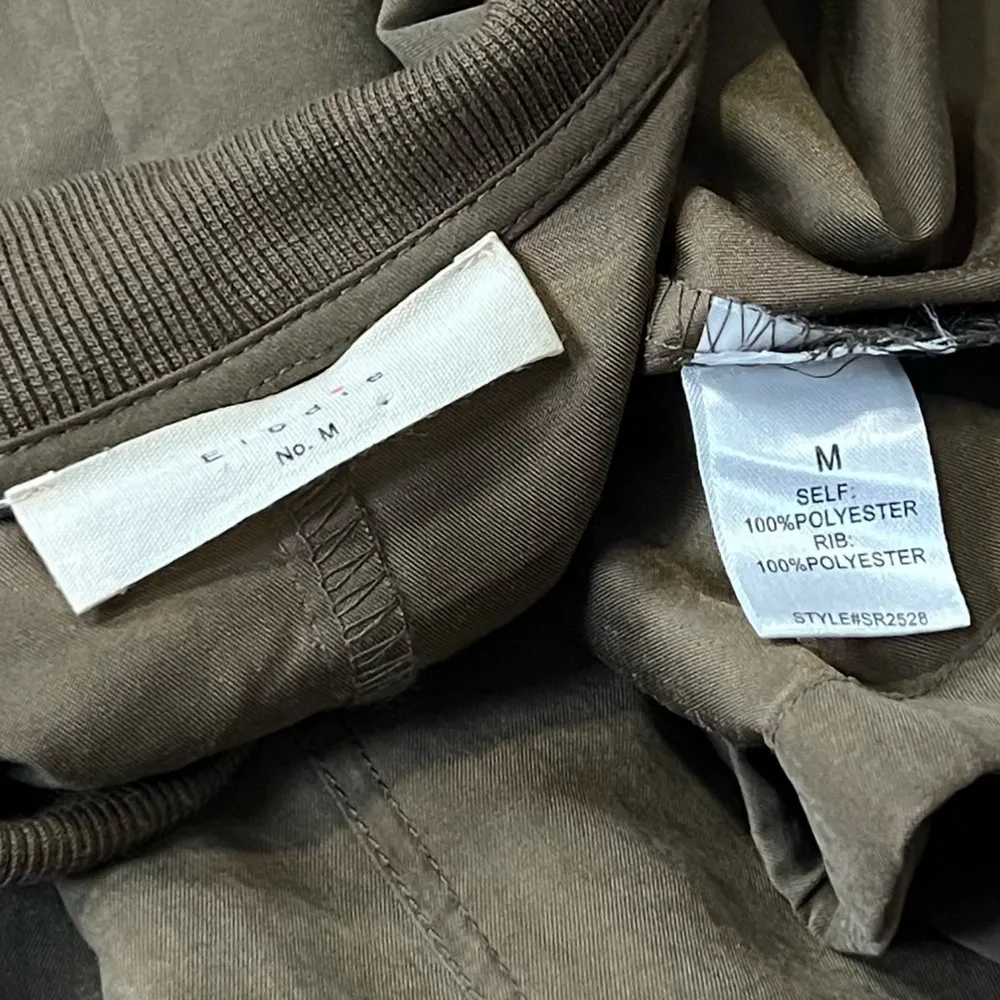 Elodie
No. M
M
SELF:
100%POLYESTER
RIB:
100%POLYESTER
STYLE#SR2528